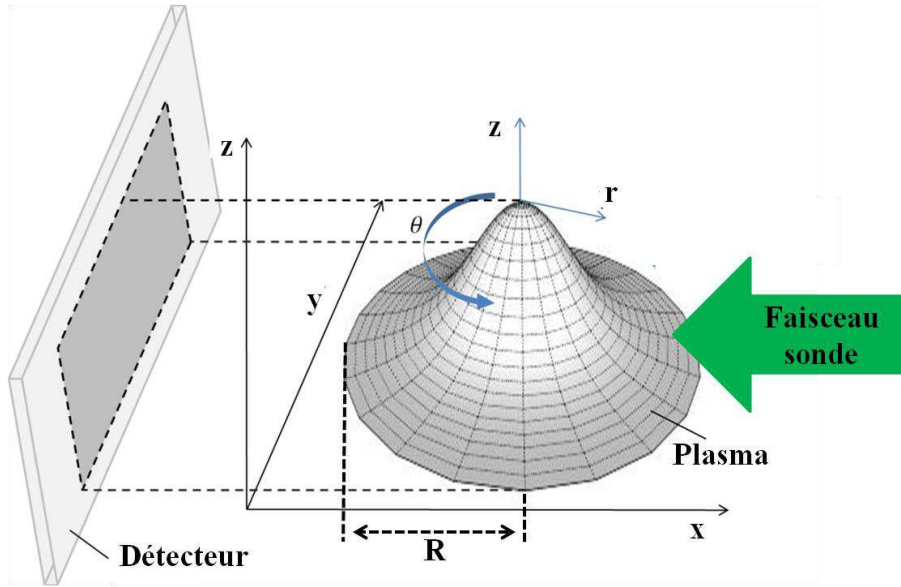 z
z
r
θ
y
Faisceau
sonde
Plasma
x
R
Détecteur